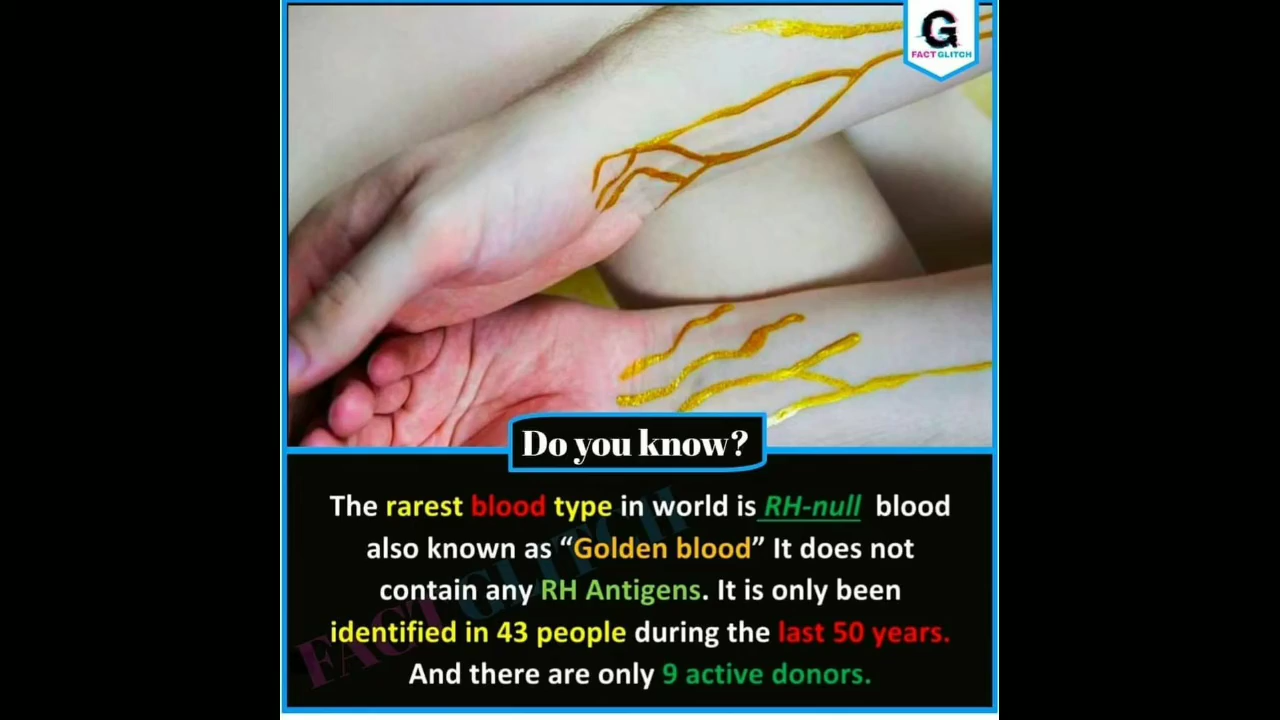 G
FACT GLITCH
Do you know?
The rarest blood type in world is RH-null blood
also known as “Golden blood” It does not
contain any RH Antigens. It is only been
identified in 43 people during the last 50 years.
And there are only 9 active donors.
FACT GLITCH